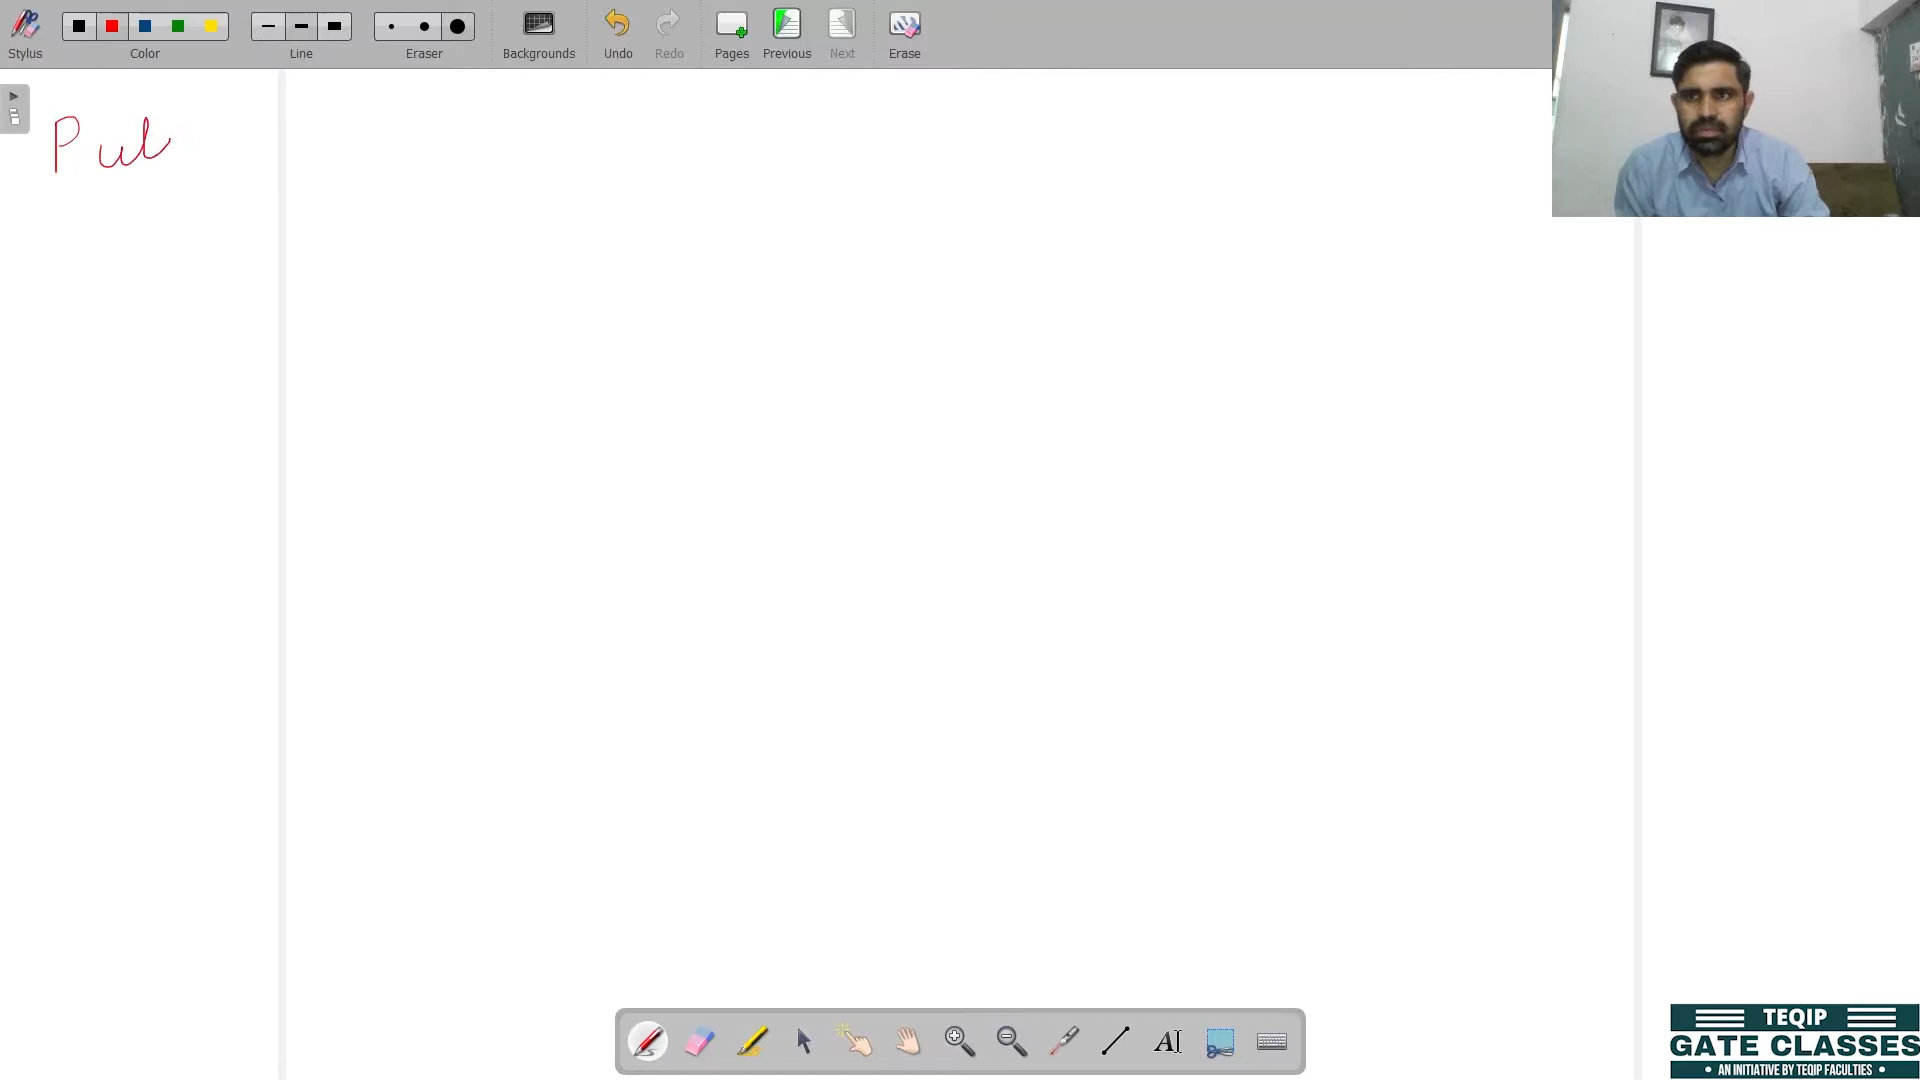 Stylus Color Line Eraser Backgrounds Undo Redo Pages Previous Next Erase
Pul
A
TEQIP
GATE CLASSES
• AN INITIATIVE BY TEQIP FACULTIES •